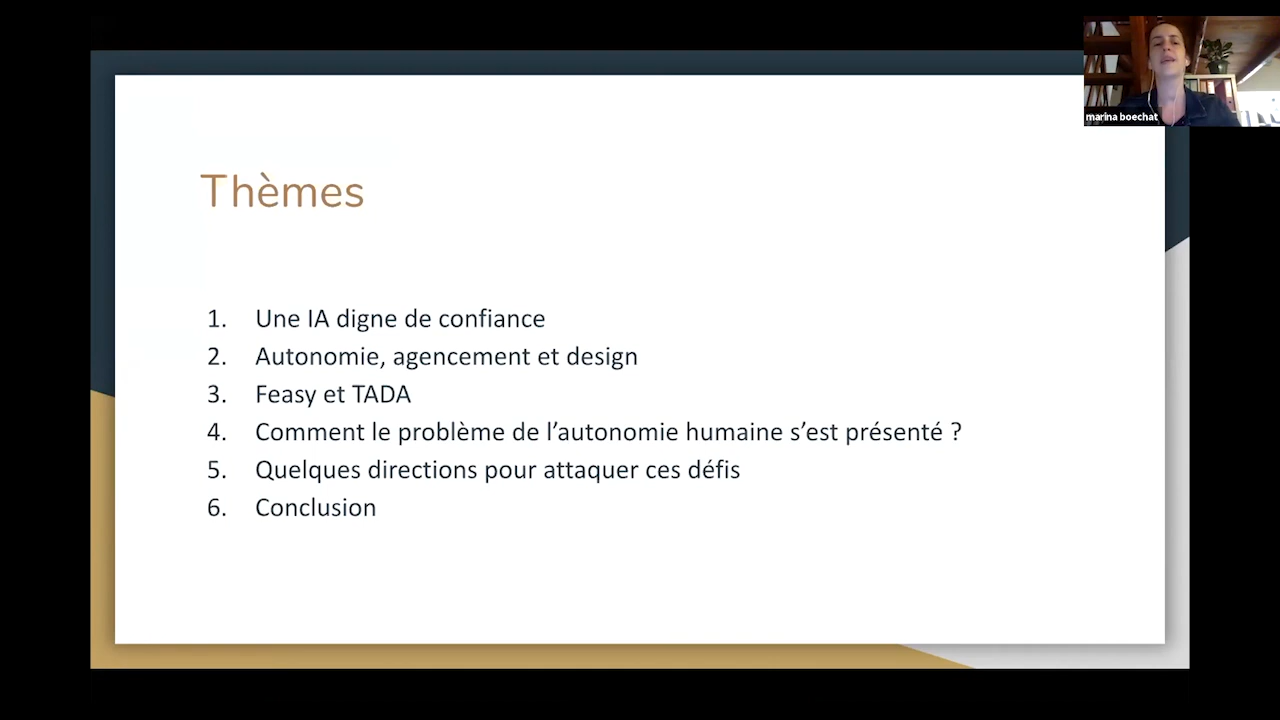 marina boechat
Thèmes
1. Une IA digne de confiance
2. Autonomie, agencement et design
3. Feasy et TADA
4. Comment le problème de l’autonomie humaine s’est présenté ?
5. Quelques directions pour attaquer ces défis
6. Conclusion